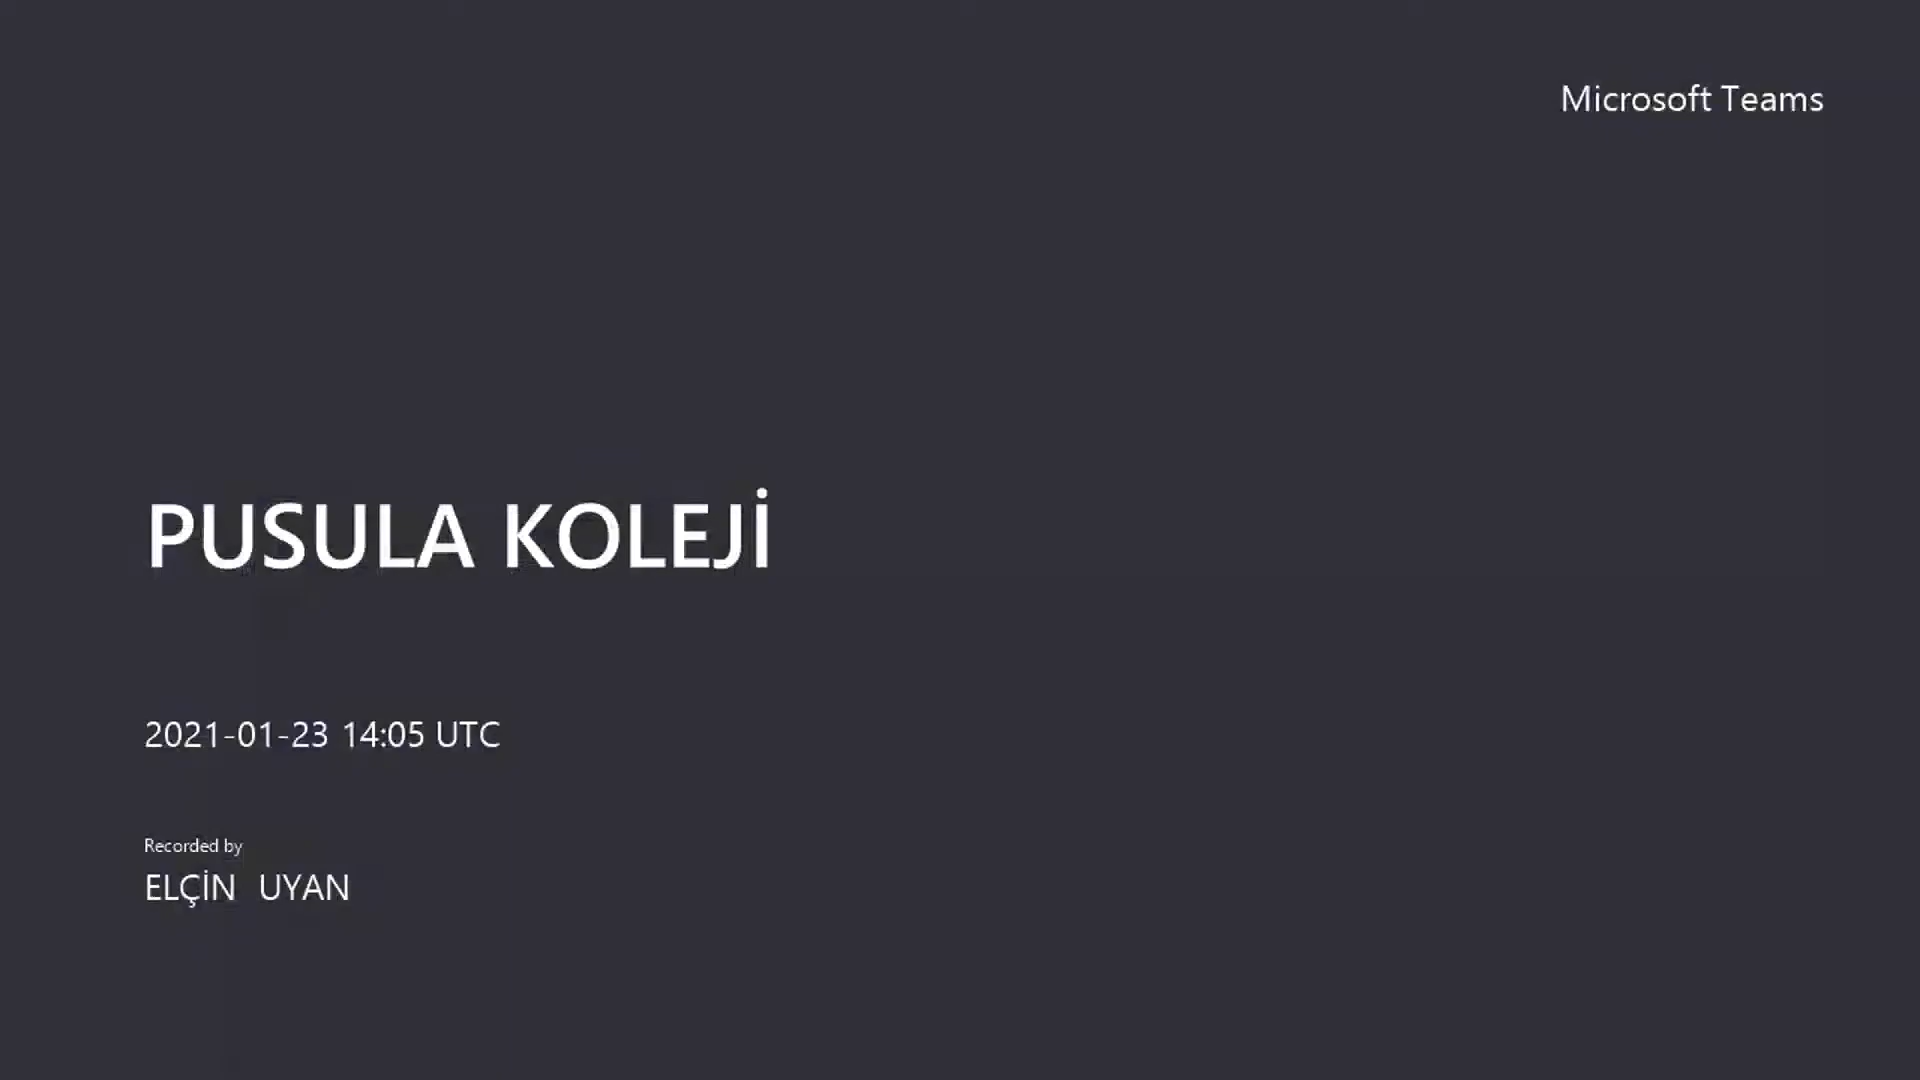 Microsoft Teams
PUSULA KOLEJİ
2021-01-23 14:05 UTC
Recorded by
ELÇİN  UYAN